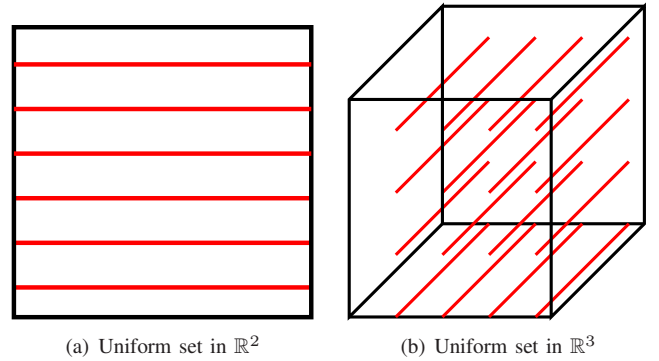 (a) Uniform set in ℝ²
(b) Uniform set in ℝ³